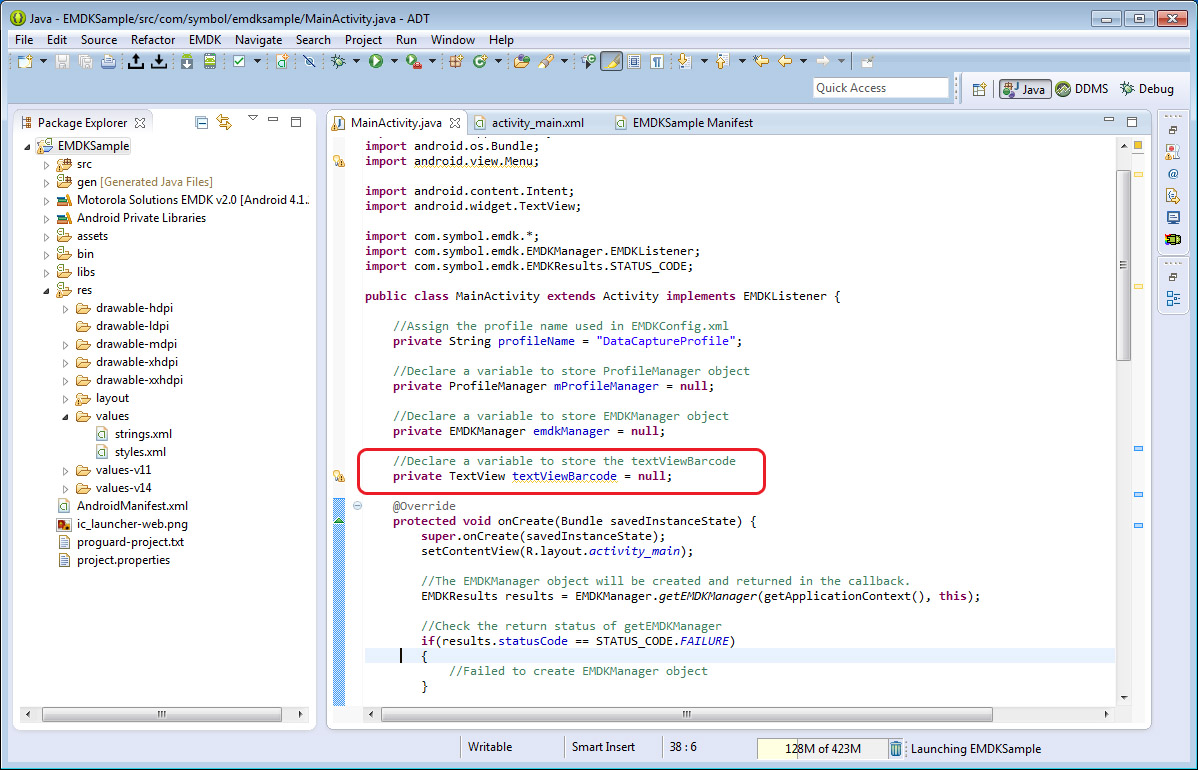 Java - EMDKSample/src/com/symbol/emdksample/MainActivity.java - ADT
File Edit Source Refactor EMDK Navigate Search Project Run Window Help
Quick Access
Java DDMS Debug
Package Explorer
EMDKSample
src
gen [Generated Java Files]
Motorola Solutions EMDK v2.0 [Android 4.1.
Android Private Libraries
assets
bin
libs
res
drawable-hdpi
drawable-ldpi
drawable-mdpi
drawable-xhdpi
drawable-xxhdpi
layout
values
strings.xml
styles.xml
values-v11
values-v14
AndroidManifest.xml
ic_launcher-web.png
proguard-project.txt
project.properties
MainActivity.java activity_main.xml EMDKSample Manifest
import android.os.Bundle;
import android.view.Menu;
import android.content.Intent;
import android.widget.TextView;
import com.symbol.emdk.*;
import com.symbol.emdk.EMDKManager.EMDKListener;
import com.symbol.emdk.EMDKResults.STATUS_CODE;
public class MainActivity extends Activity implements EMDKListener {
//Assign the profile name used in EMDKConfig.xml
private String profileName = "DataCaptureProfile";
//Declare a variable to store ProfileManager object
private ProfileManager mProfileManager = null;
//Declare a variable to store EMDKManager object
private EMDKManager emdkManager = null;
//Declare a variable to store the textViewBarcode
private TextView textViewBarcode = null;
@Override
protected void onCreate(Bundle savedInstanceState) {
super.onCreate(savedInstanceState);
setContentView(R.layout.activity_main);
//The EMDKManager object will be created and returned in the callback.
EMDKResults results = EMDKManager.getEMDKManager(getApplicationContext(), this);
//Check the return status of getEMDKManager
if(results.statusCode == STATUS_CODE.FAILURE)
{
//Failed to create EMDKManager object
}
Writable Smart Insert 38 : 6 128M of 423M Launching EMDKSample